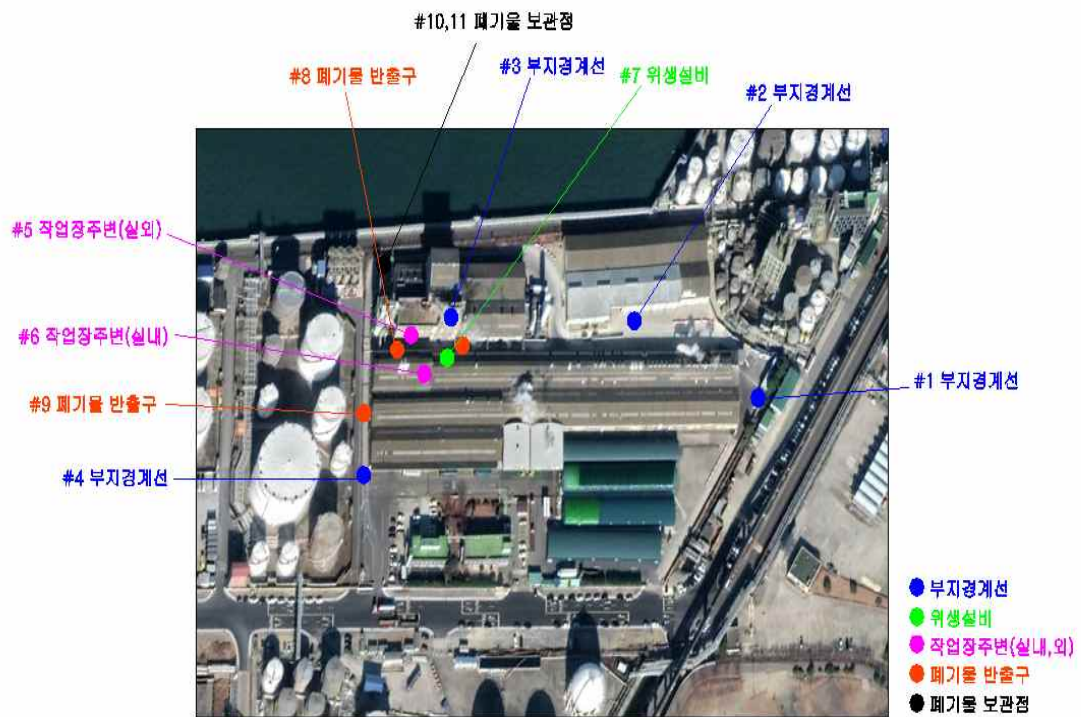 #10,11 폐기물 보관점
#8 폐기물 반출구
#3 부지경계선
#7 위생설비
#2 부지경계선
#5 작업장주변(실외)
#6 작업장주변(실내)
#1 부지경계선
#9 폐기물 반출구
#4 부지경계선
부지경계선
위생설비
작업장주변(실내,외)
폐기물 반출구
폐기물 보관점